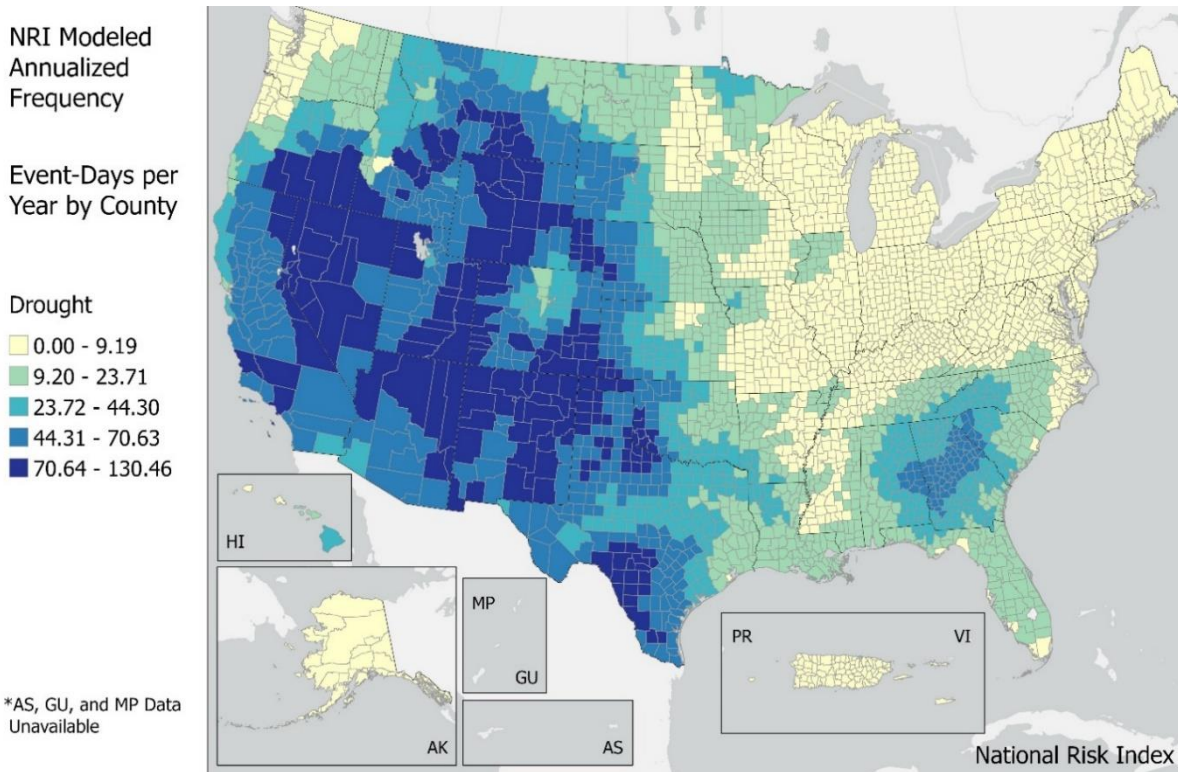 NRI Modeled
Annualized
Frequency
Event-Days per
Year by County
Drought
0.00 - 9.19
9.20 - 23.71
23.72 - 44.30
44.31 - 70.63
70.64 - 130.46
*AS, GU, and MP Data
Unavailable
HI
AK
MP
GU
AS
PR
VI
National Risk Index